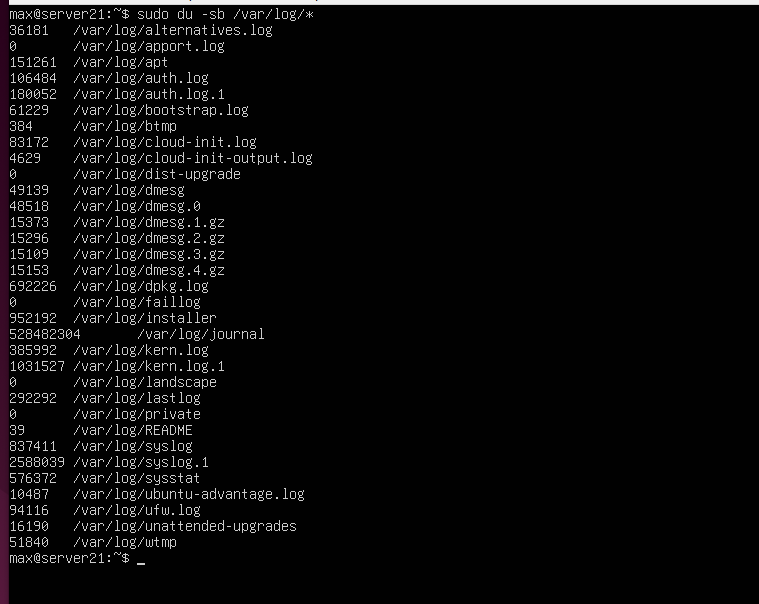 max@server21:~$ sudo du -sb /var/log/*
36181	/var/log/alternatives.log
0	/var/log/apport.log
151261	/var/log/apt
106484	/var/log/auth.log
180052	/var/log/auth.log.1
61229	/var/log/bootstrap.log
384	/var/log/btmp
83172	/var/log/cloud-init.log
4629	/var/log/cloud-init-output.log
0	/var/log/dist-upgrade
49139	/var/log/dmesg
48518	/var/log/dmesg.0
15373	/var/log/dmesg.1.gz
15296	/var/log/dmesg.2.gz
15109	/var/log/dmesg.3.gz
15153	/var/log/dmesg.4.gz
692226	/var/log/dpkg.log
0	/var/log/faillog
952192	/var/log/installer
528482304	/var/log/journal
385992	/var/log/kern.log
1031527	/var/log/kern.log.1
0	/var/log/landscape
292292	/var/log/lastlog
0	/var/log/private
39	/var/log/README
837411	/var/log/syslog
2588039	/var/log/syslog.1
576372	/var/log/sysstat
10487	/var/log/ubuntu-advantage.log
94116	/var/log/ufw.log
16190	/var/log/unattended-upgrades
51840	/var/log/wtmp
max@server21:~$ _